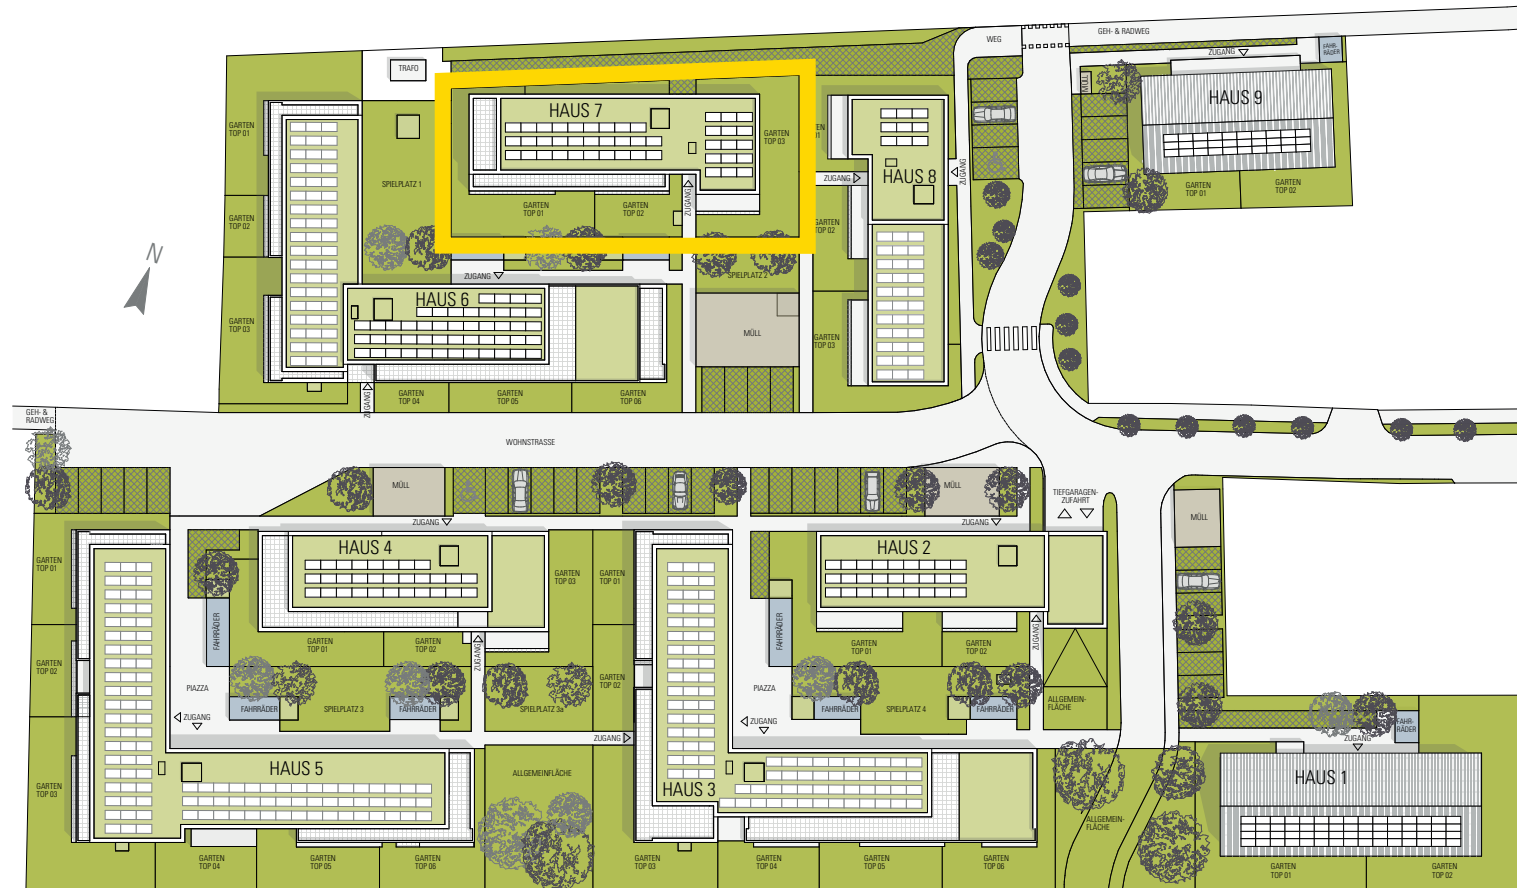 WEG
GEH- & RADWEG
ZUGANG
FAHR-
RÄDER
TRAFO
MÜLL
HAUS 9
HAUS 7
GARTEN
TOP 01
GARTEN
TOP 03
HAUS 8
ZUGANG
ZUGANG
SPIELPLATZ 1
GARTEN
TOP 01
GARTEN
TOP 02
ZUGANG
GARTEN
TOP 01
GARTEN
TOP 02
GARTEN
TOP 02
GARTEN
TOP 02
N
ZUGANG
SPIELPLATZ 2
HAUS 6
GARTEN
TOP 03
MÜLL
GARTEN
TOP 03
ZUGANG
GARTEN
TOP 04
GARTEN
TOP 05
GARTEN
TOP 06
GEH- &
RADWEG
WOHNSTRASSE
MÜLL
MÜLL
TIEFGARAGEN-
ZUFAHRT
MÜLL
ZUGANG
ZUGANG
HAUS 4
HAUS 2
GARTEN
TOP 01
GARTEN
TOP 03
GARTEN
TOP 01
FAHRRÄDER
FAHRRÄDER
GARTEN
TOP 01
GARTEN
TOP 02
ZUGANG
GARTEN
TOP 01
GARTEN
TOP 02
ZUGANG
GARTEN
TOP 02
GARTEN
TOP 02
PIAZZA
PIAZZA
FAHRRÄDER
SPIELPLATZ 3
FAHRRÄDER
SPIELPLATZ 3a
FAHRRÄDER
SPIELPLATZ 4
FAHRRÄDER
ALLGEMEIN-
FLÄCHE
ZUGANG
ZUGANG
ZUGANG
FAHR-
RÄDER
ZUGANG
HAUS 5
ALLGEMEINFLÄCHE
HAUS 3
HAUS 1
GARTEN
TOP 03
ALLGEMEIN-
FLÄCHE
GARTEN
TOP 04
GARTEN
TOP 05
GARTEN
TOP 06
GARTEN
TOP 03
GARTEN
TOP 04
GARTEN
TOP 05
GARTEN
TOP 06
GARTEN
TOP 01
GARTEN
TOP 02